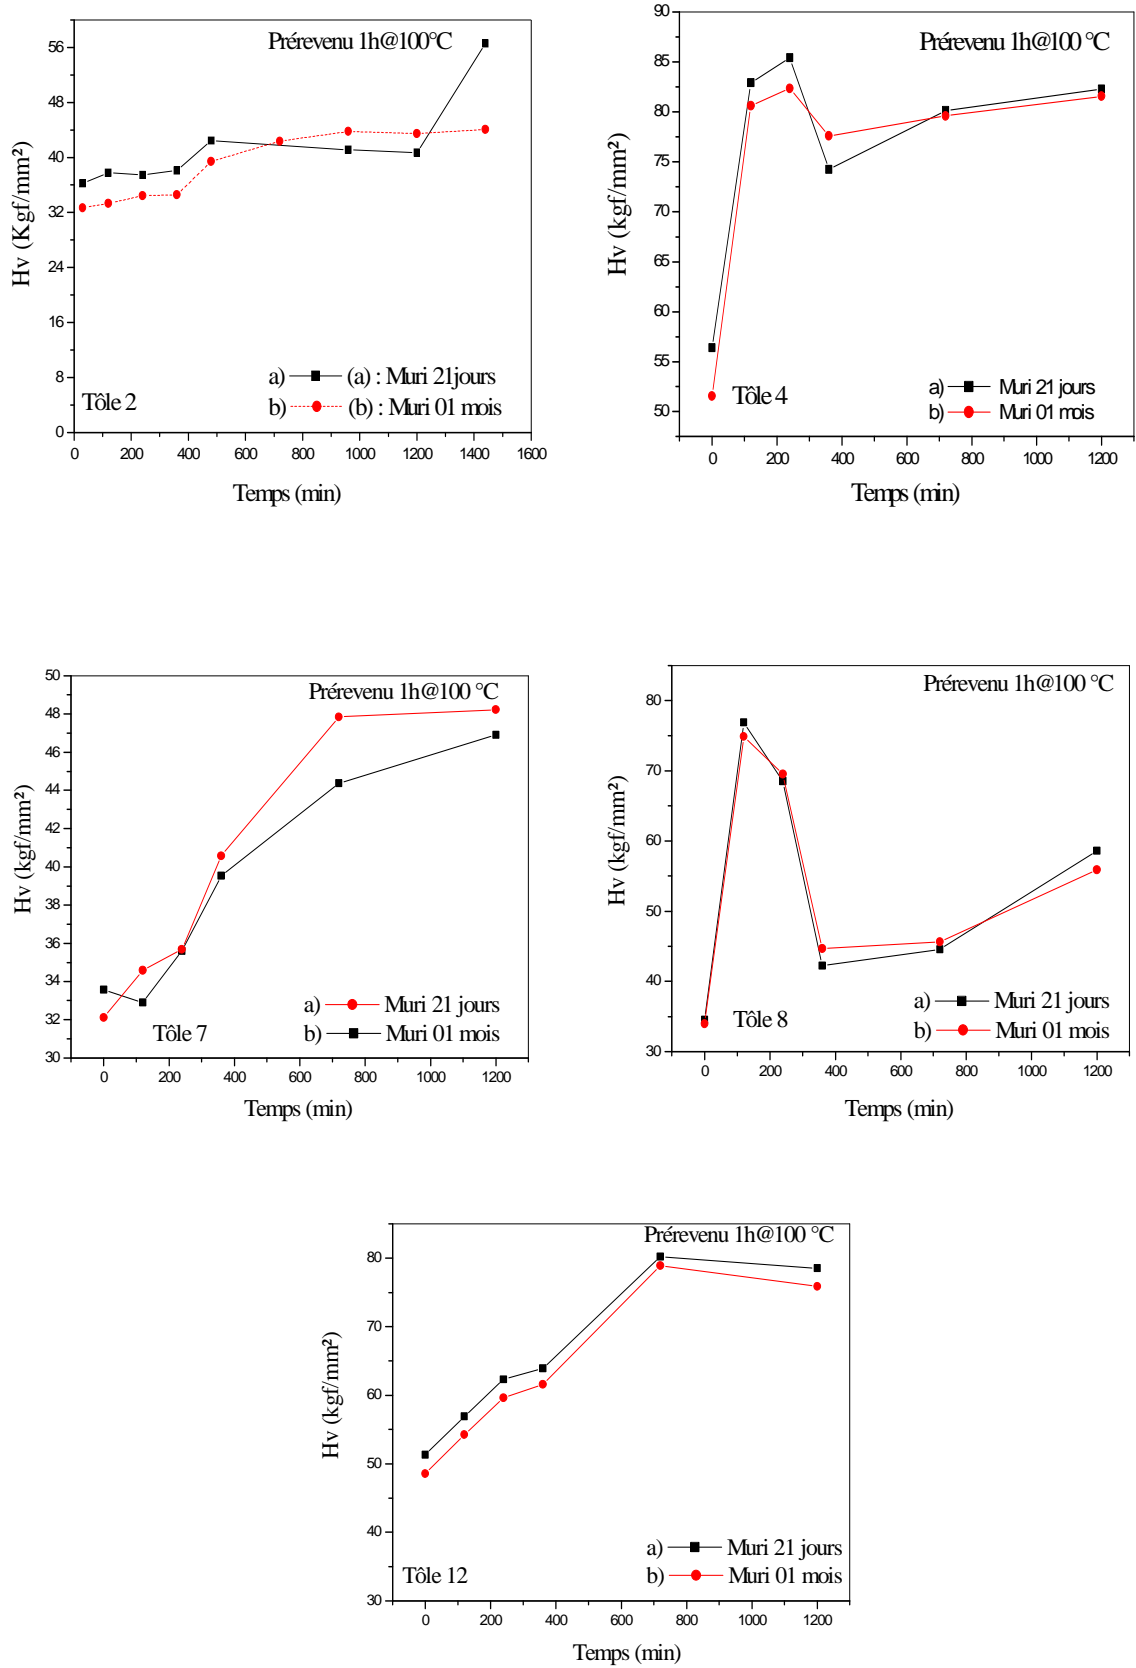 Prérevenu 1h@100°C
56
48
40
32
24
16
8
0
Hv (Kgf/mm²)
a) (a) : Muri 21jours
b) (b) : Muri 01 mois
Tôle 2
0 200 400 600 800 1000 1200 1400 1600
Temps (min)
Prérevenu 1h@100 °C
90
85
80
75
70
65
60
55
50
Hv (kgf/mm²)
a) Muri 21 jours
b) Muri 01 mois
Tôle 4
0 200 400 600 800 1000 1200
Temps (min)
Prérevenu 1h@100 °C
50
48
46
44
42
40
38
36
34
32
30
Hv (kgf/mm²)
a) Muri 21 jours
b) Muri 01 mois
Tôle 7
0 200 400 600 800 1000 1200
Temps (min)
Prérevenu 1h@100 °C
80
70
60
50
40
30
Hv (kgf/mm²)
a) Muri 21 jours
b) Muri 01 mois
Tôle 8
0 200 400 600 800 1000 1200
Temps (min)
Prérevenu 1h@100 °C
80
70
60
50
40
30
Hv (kgf/mm²)
a) Muri 21 jours
b) Muri 01 mois
Tôle 12
0 200 400 600 800 1000 1200
Temps (min)